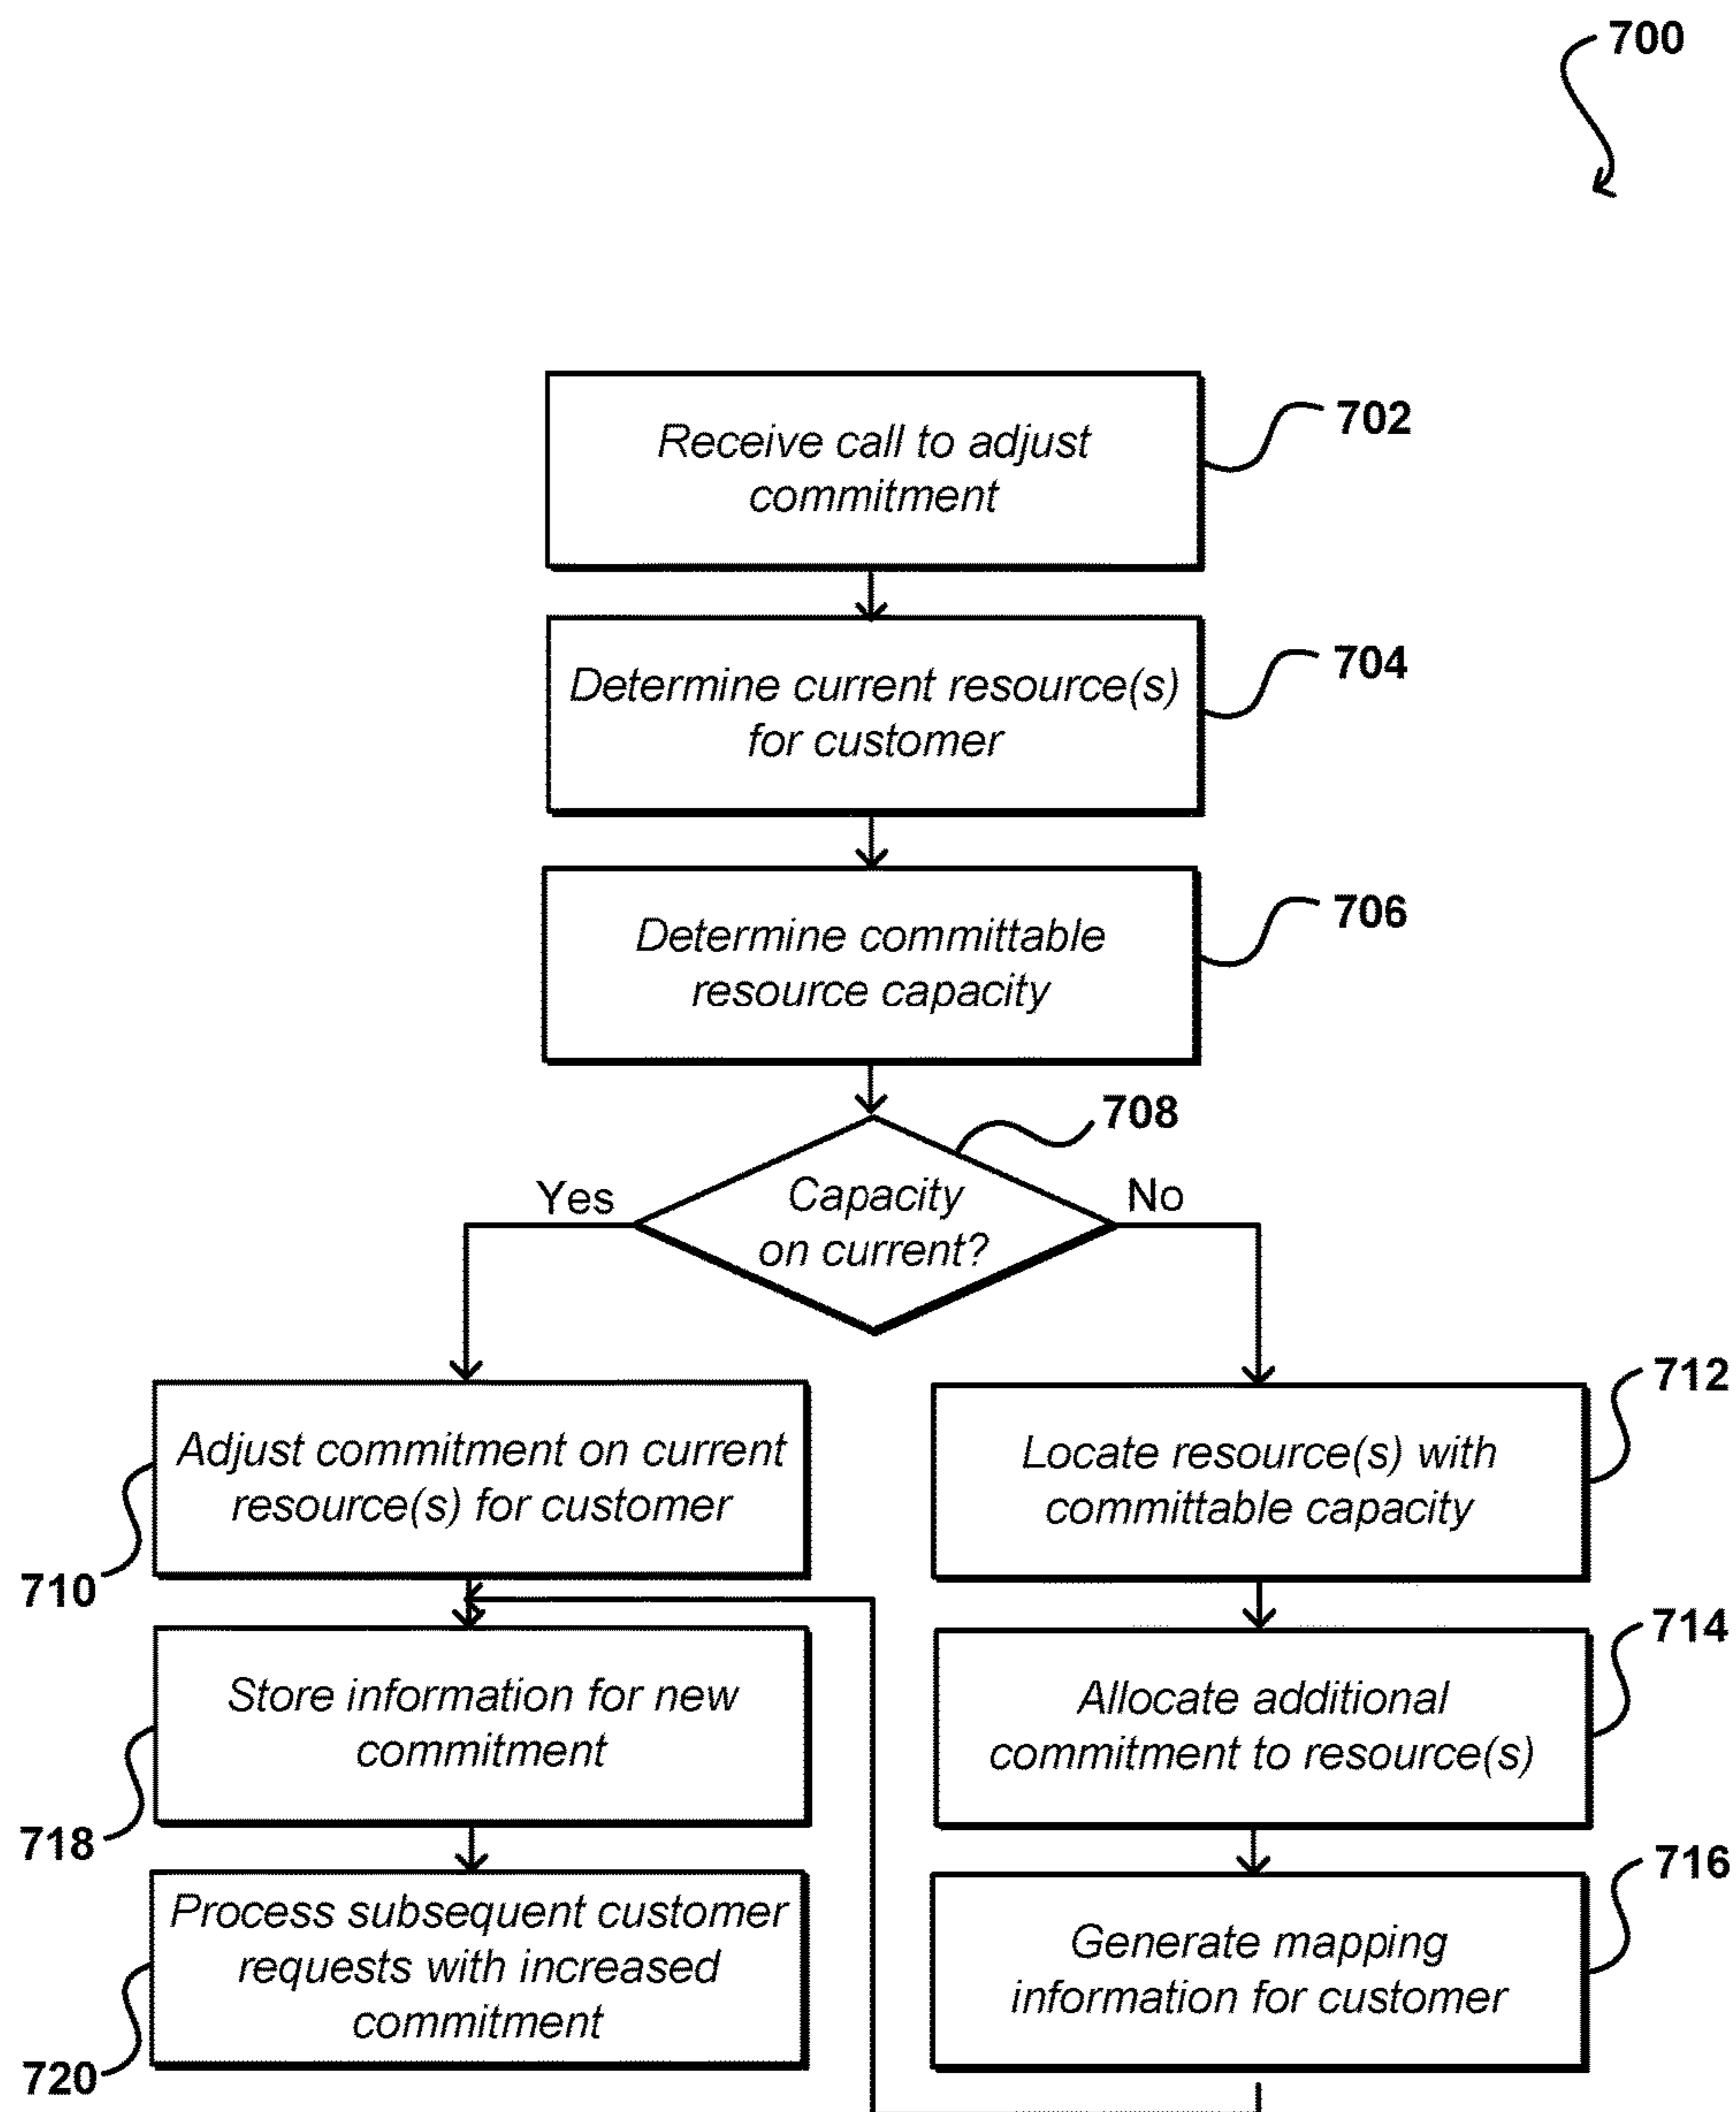 700
Receive call to adjust
commitment
702
Determine current resource(s)
for customer
704
Determine committable
resource capacity
706
708
Yes
Capacity
on current?
No
Adjust commitment on current
resource(s) for customer
710
Locate resource(s) with
committable capacity
712
Store information for new
commitment
718
Allocate additional
commitment to resource(s)
714
Process subsequent customer
requests with increased
commitment
720
Generate mapping
information for customer
716